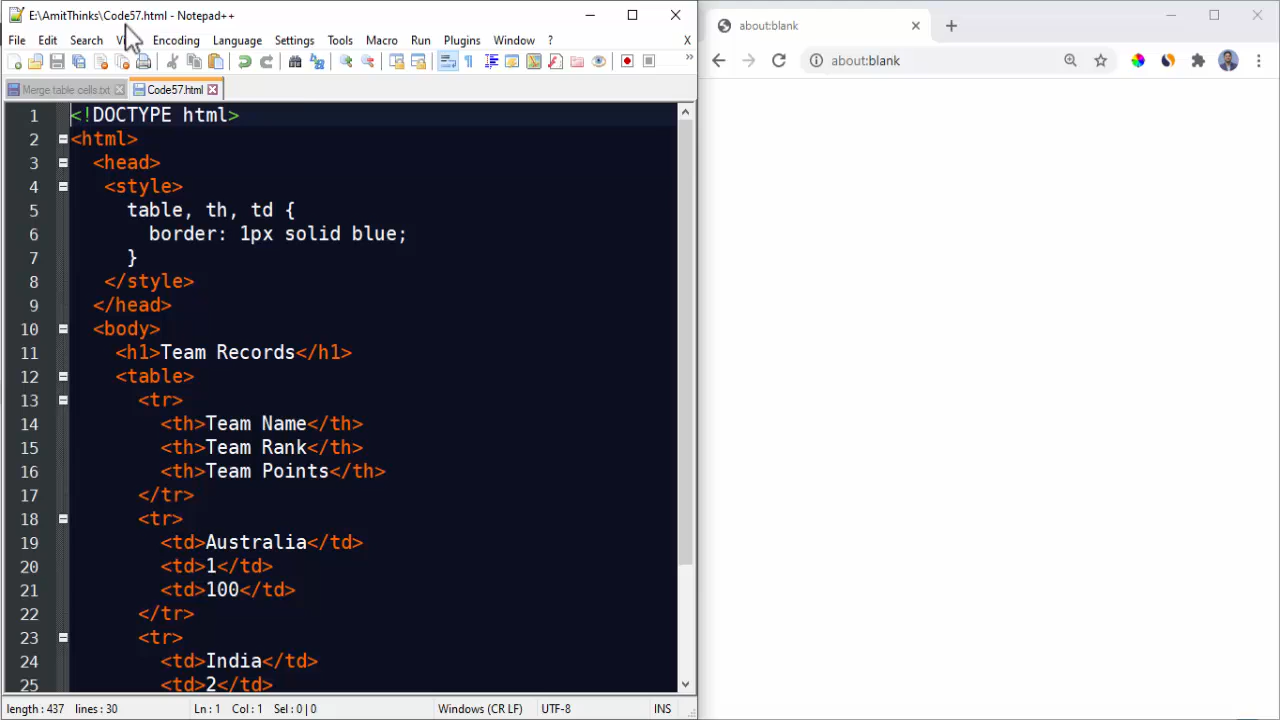 E:\AmitThinks\Code57.html - Notepad++
File Edit Search Encoding Language Settings Tools Macro Run Plugins Window ? X
Merge table cells.txt Code57.html
1 <!DOCTYPE html>
2 <html>
3 <head>
4 <style>
5 table, th, td {
6 border: 1px solid blue;
7 }
8 </style>
9 </head>
10 <body>
11 <h1>Team Records</h1>
12 <table>
13 <tr>
14 <th>Team Name</th>
15 <th>Team Rank</th>
16 <th>Team Points</th>
17 </tr>
18 <tr>
19 <td>Australia</td>
20 <td>1</td>
21 <td>100</td>
22 </tr>
23 <tr>
24 <td>India</td>
25 <td>2</td>
length : 437 lines : 30 Ln : 1 Col : 1 Sel : 0 | 0 Windows (CR LF) UTF-8 INS
about:blank
about:blank